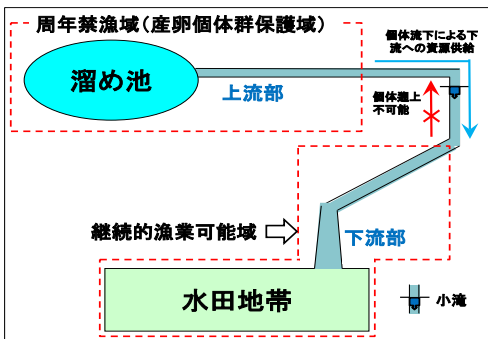 周年禁漁域(産卵個体群保護域)
個体流下による下
流への資源供給
溜め池
上流部
個体遡上
不可能
継続的漁業可能域
下流部
水田地帯
小滝